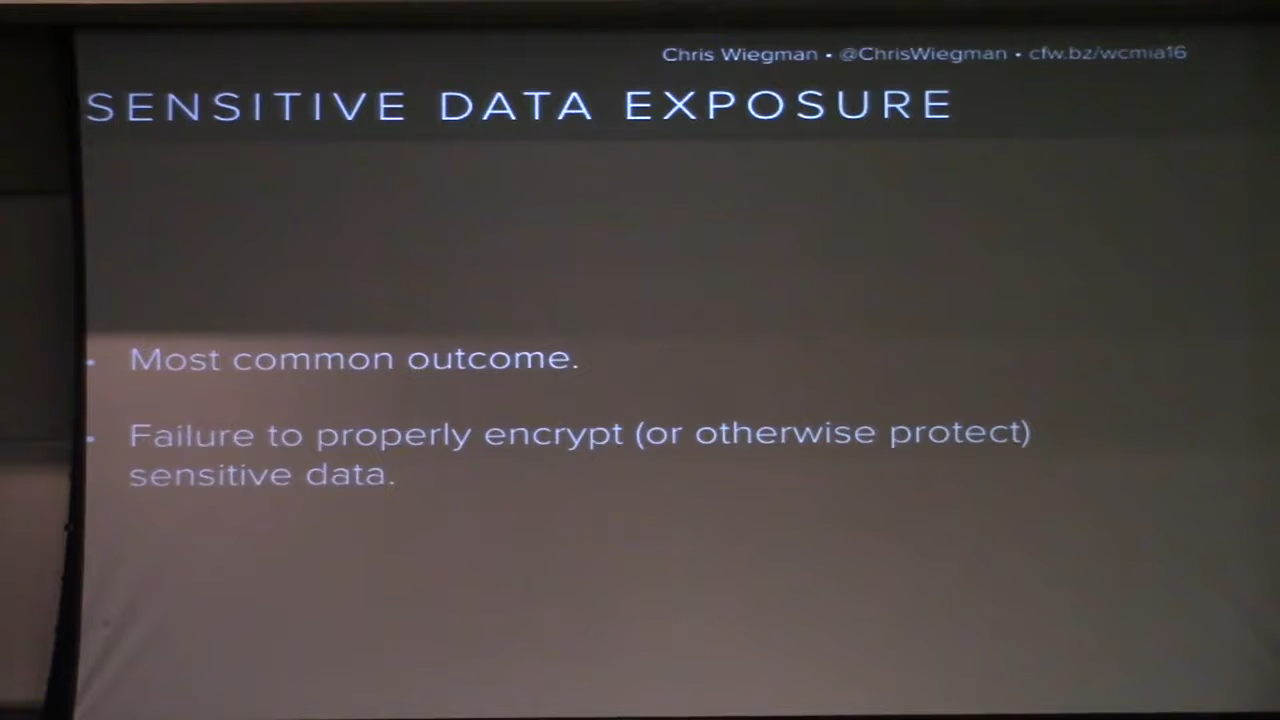 Chris Wiegman • @ChrisWiegman • cfw.bz/wcmia16
SENSITIVE DATA EXPOSURE
• Most common outcome.
• Failure to properly encrypt (or otherwise protect)
sensitive data.